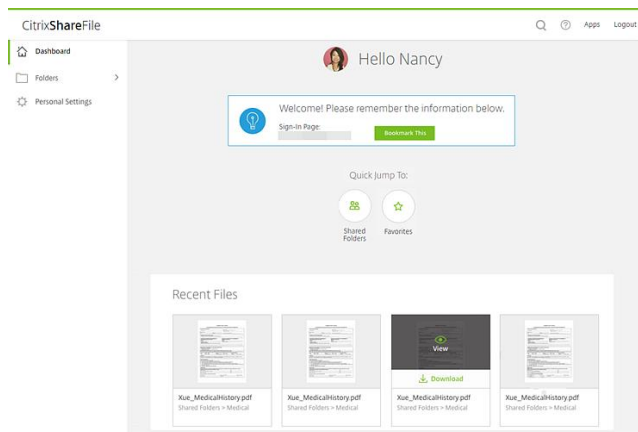 CitrixShareFile
Apps
Logout
Dashboard
Folders
Personal Settings
Hello Nancy
Welcome! Please remember the information below.
Sign-In Page:
Bookmark This
Quick Jump To:
Shared
Folders
Favorites
Recent Files
View
Download
Xue_MedicalHistory.pdf
Shared Folders > Medical
Xue_MedicalHistory.pdf
Shared Folders > Medical
Xue_MedicalHistory.pdf
Shared Folders > Medical
Xue_MedicalHistory.pdf
Shared Folders > Medical